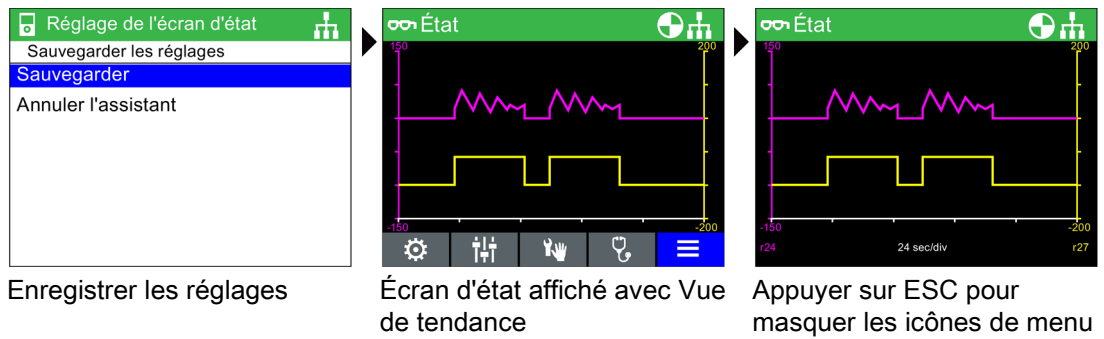 Réglage de l'écran d'état
Sauvegarder les réglages
Sauvegarder
Annuler l'assistant
Enregistrer les réglages
État
150
200
-150
-200
Écran d'état affiché avec Vue
de tendance
État
150
200
-150
-200
r24
24 sec/div
r27
Appuyer sur ESC pour
masquer les icônes de menu